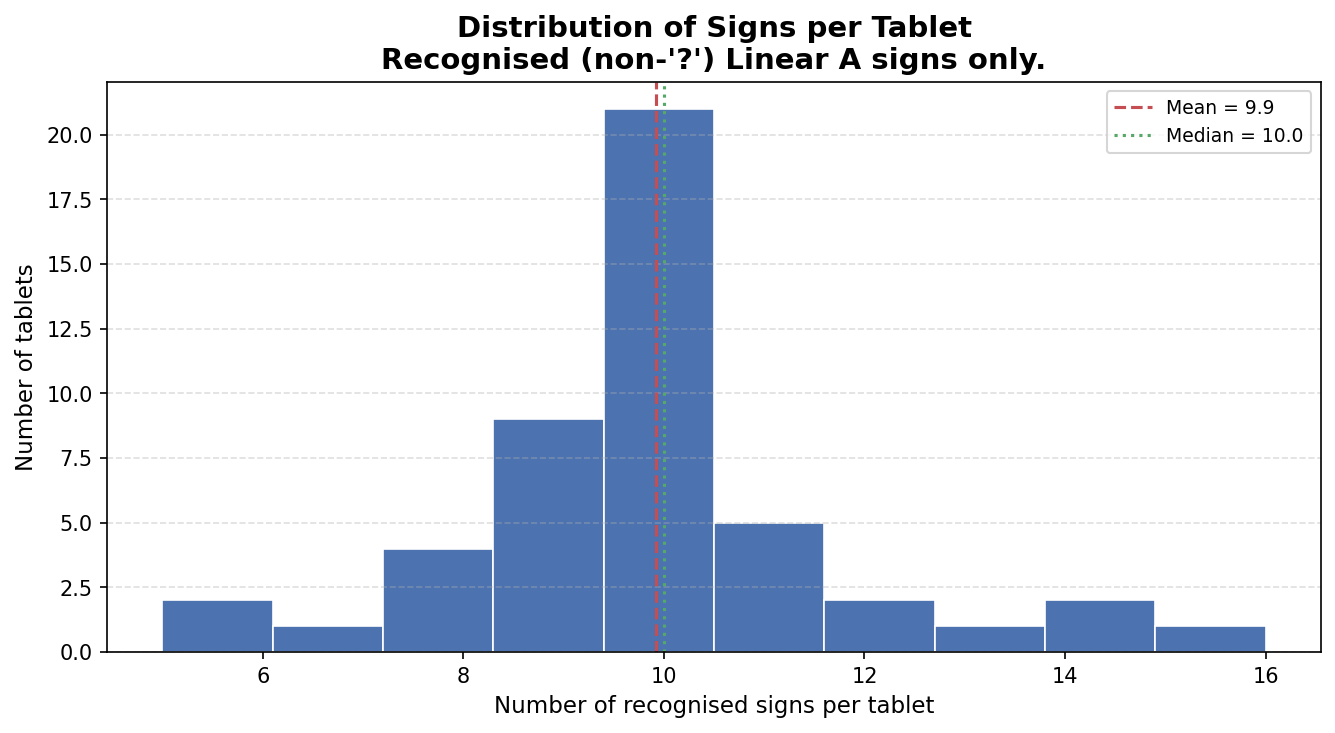 Distribution of Signs per Tablet
Recognised (non-'?') Linear A signs only.
Mean = 9.9
Median = 10.0
Number of tablets
20.0
17.5
15.0
12.5
10.0
7.5
5.0
2.5
0.0
6 8 10 12 14 16
Number of recognised signs per tablet